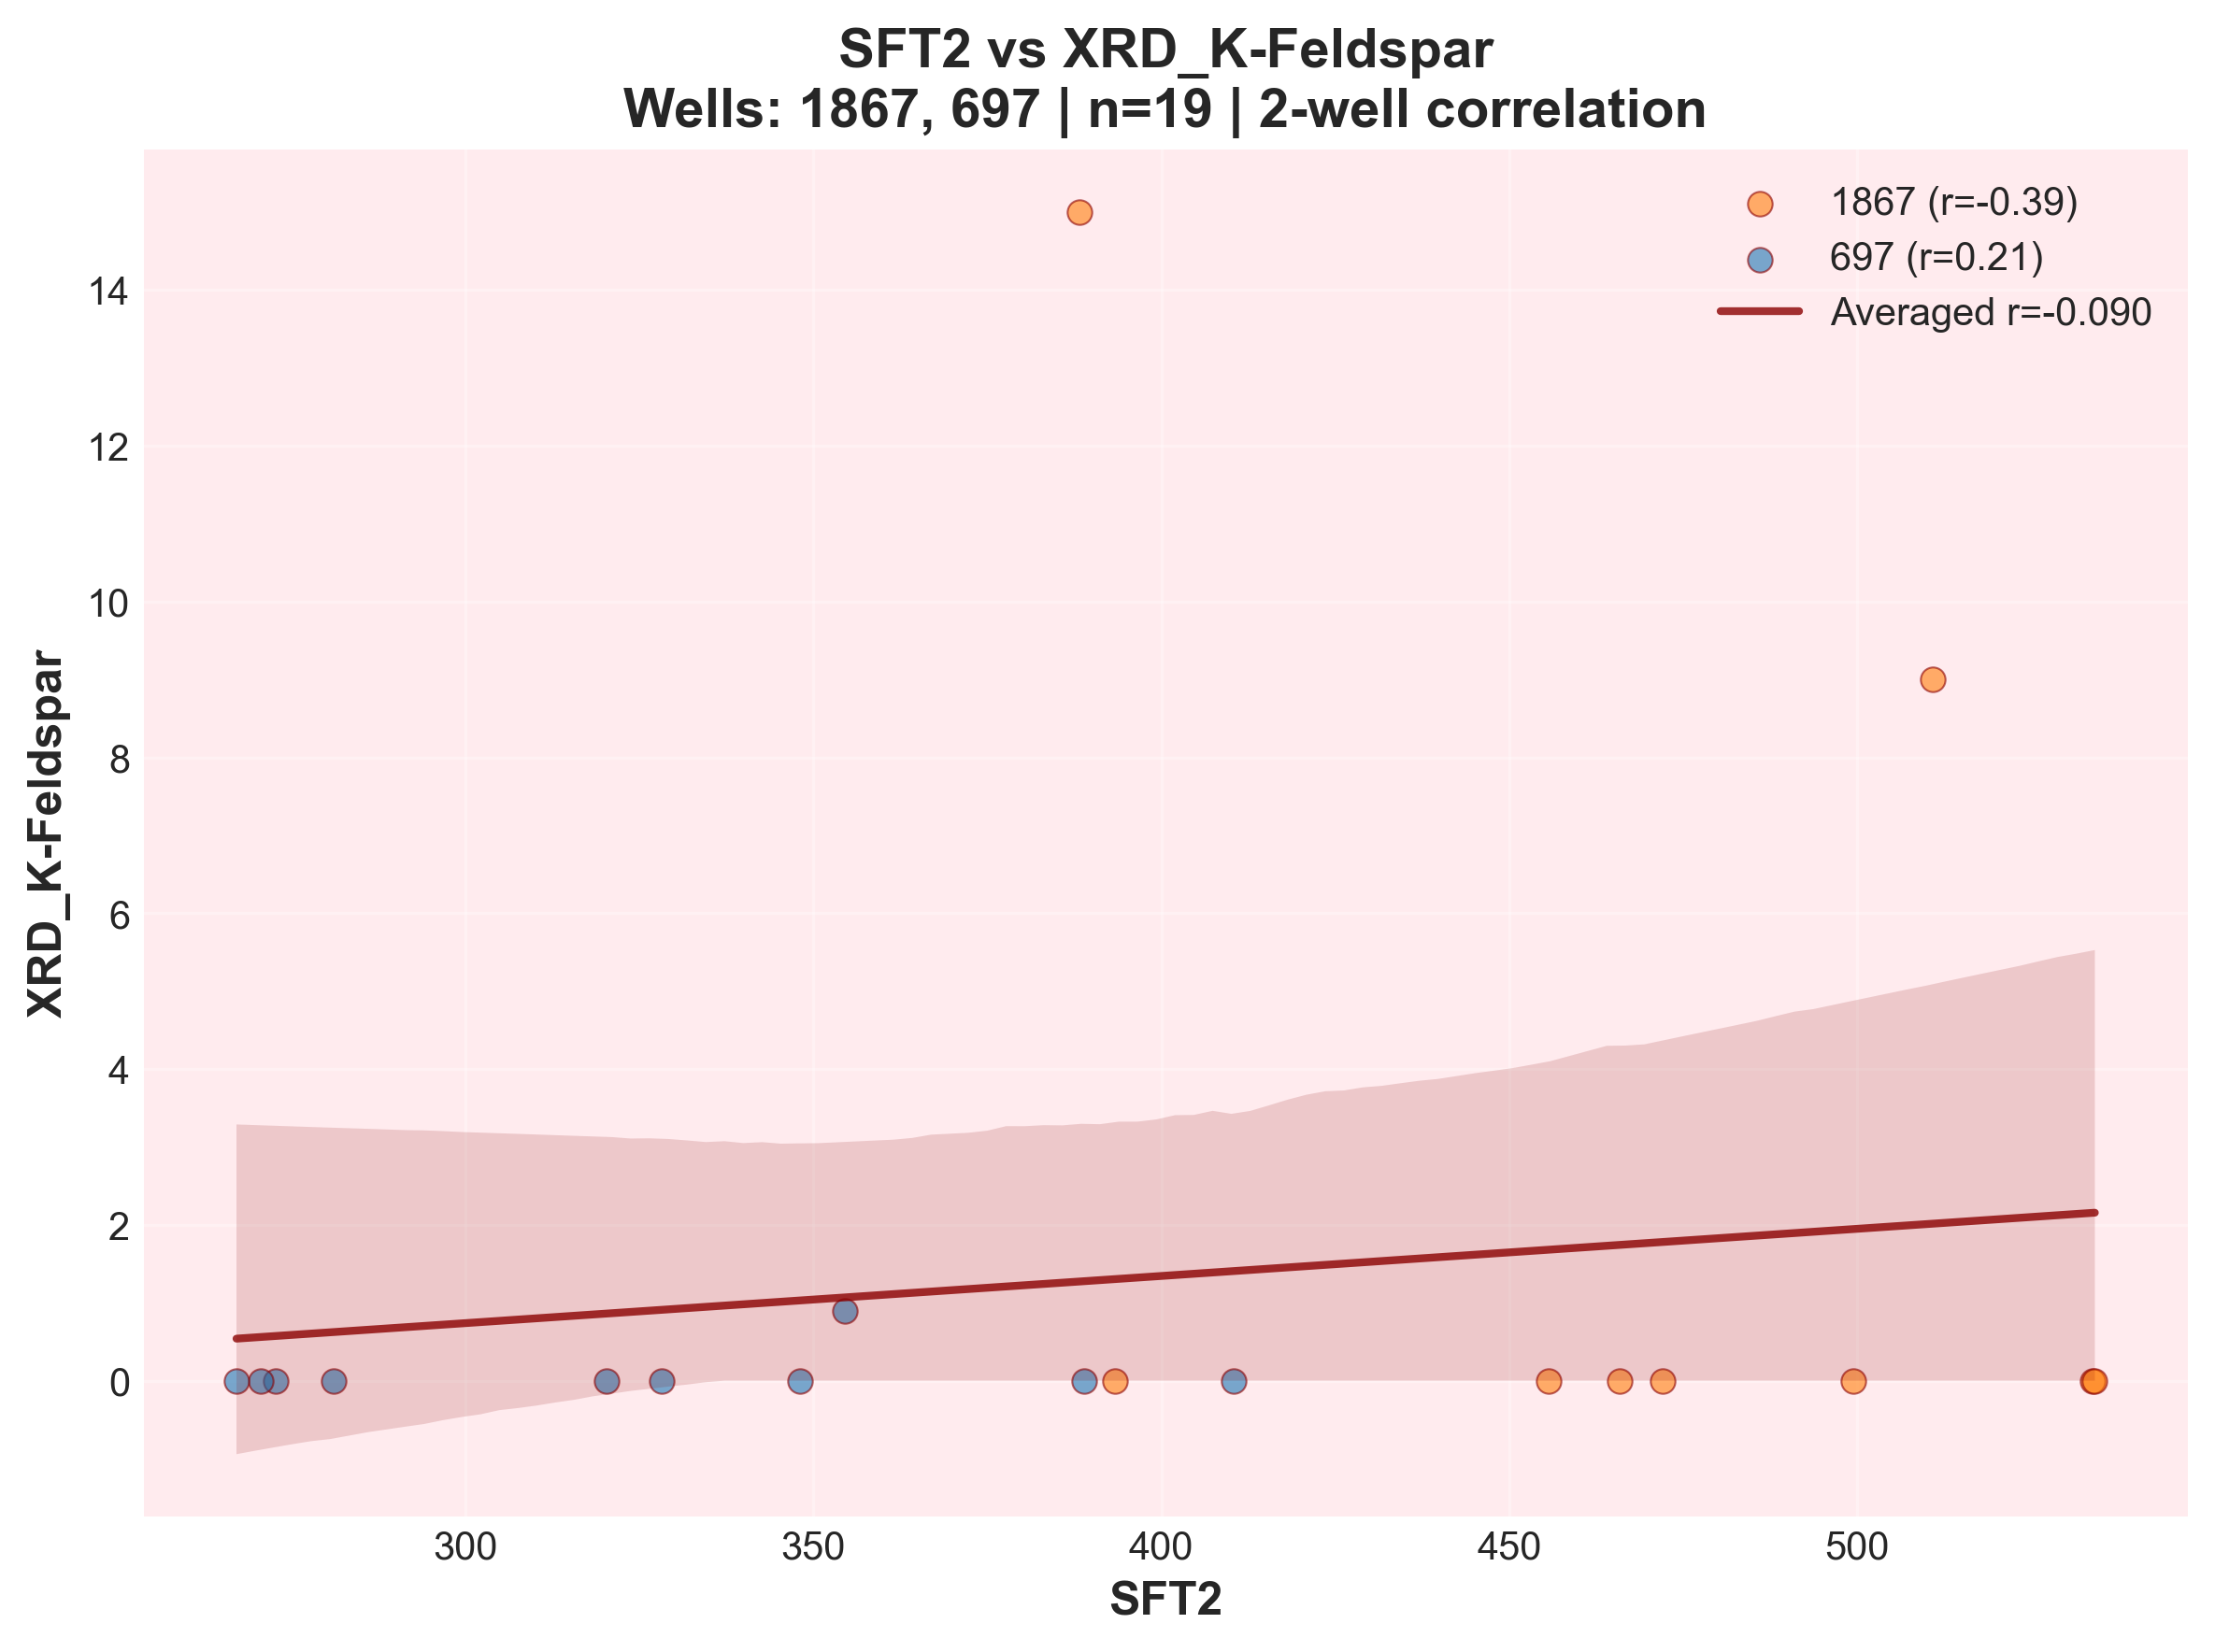 SFT2 vs XRD_K-Feldspar
Wells: 1867, 697 | n=19 | 2-well correlation
1867 (r=-0.39)
697 (r=0.21)
Averaged r=-0.090
XRD_K-Feldspar
14
12
10
8
6
4
2
0
300 350 400 450 500
SFT2